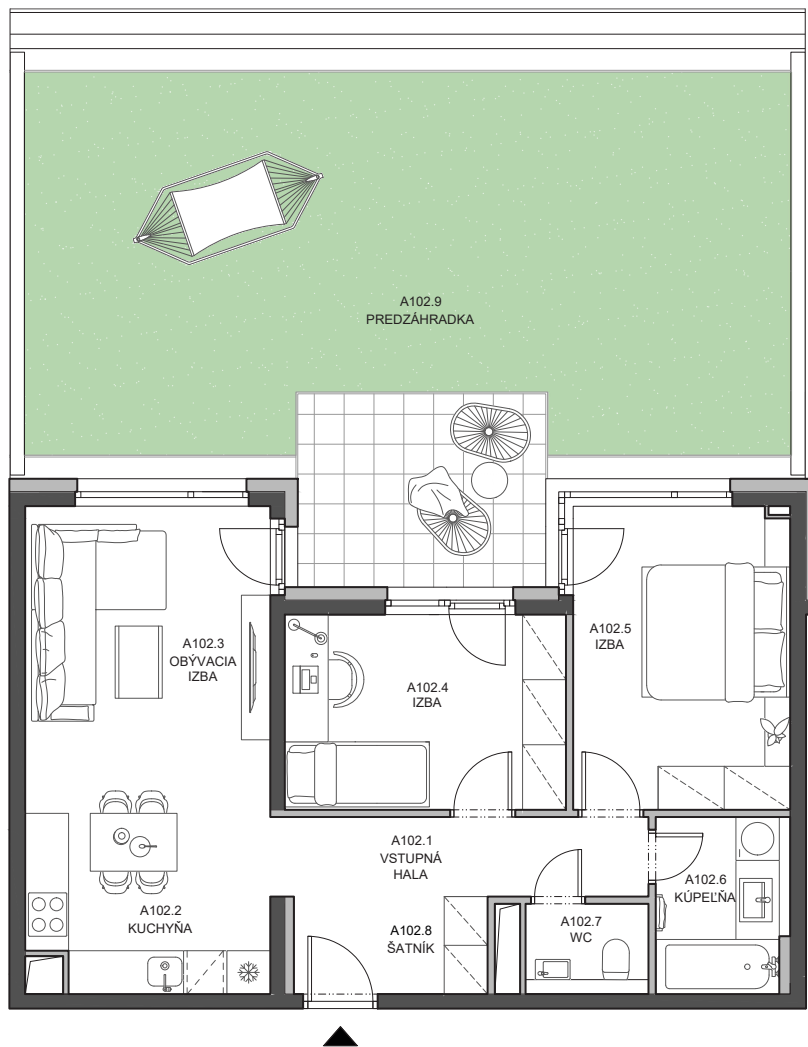 A102.9
PREDZÁHRADKA
A102.3
OBÝVACIA
IZBA
A102.5
IZBA
A102.4
IZBA
A102.1
VSTUPNÁ
HALA
A102.6
KÚPEĽŇA
A102.2
KUCHYŇA
A102.8
ŠATNÍK
A102.7
WC